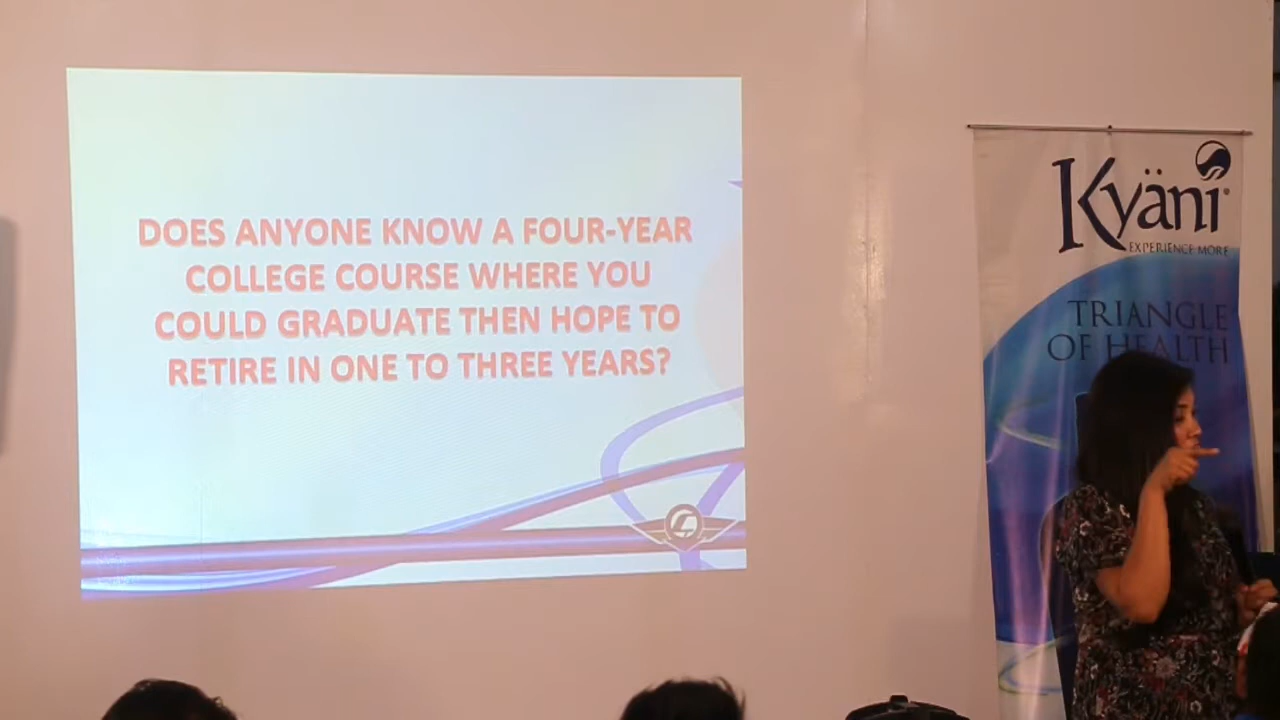 DOES ANYONE KNOW A FOUR-YEAR
COLLEGE COURSE WHERE YOU
COULD GRADUATE THEN HOPE TO
RETIRE IN ONE TO THREE YEARS?
Kyäni
EXPERIENCE MORE
TRIANGLE
OF HEALTH